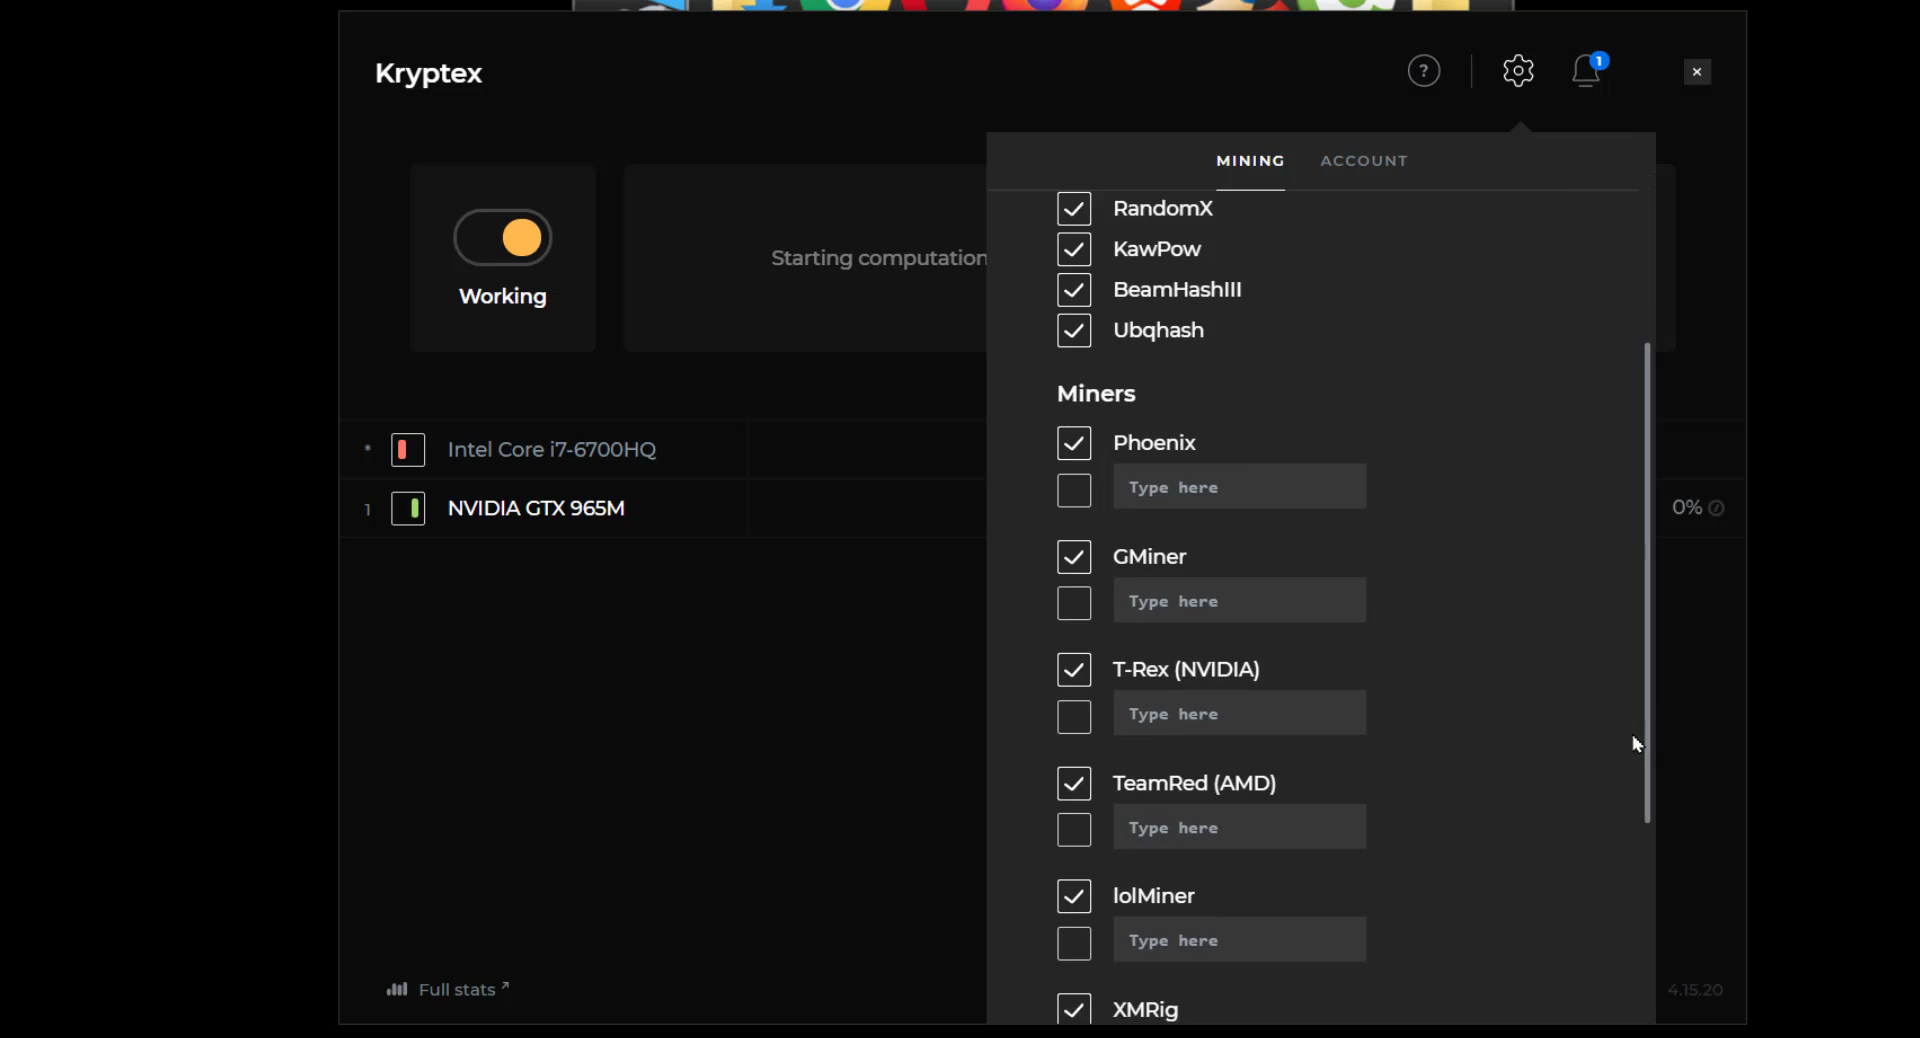 Kryptex
?
1
MINING ACCOUNT
RandomX
KawPow
BeamHashIII
Ubqhash
Working
Starting computation
Miners
Phoenix
Type here
GMiner
Type here
T-Rex (NVIDIA)
Type here
TeamRed (AMD)
Type here
lolMiner
Type here
XMRig
* Intel Core i7-6700HQ
1 NVIDIA GTX 965M
0%
Full stats
4.15.20